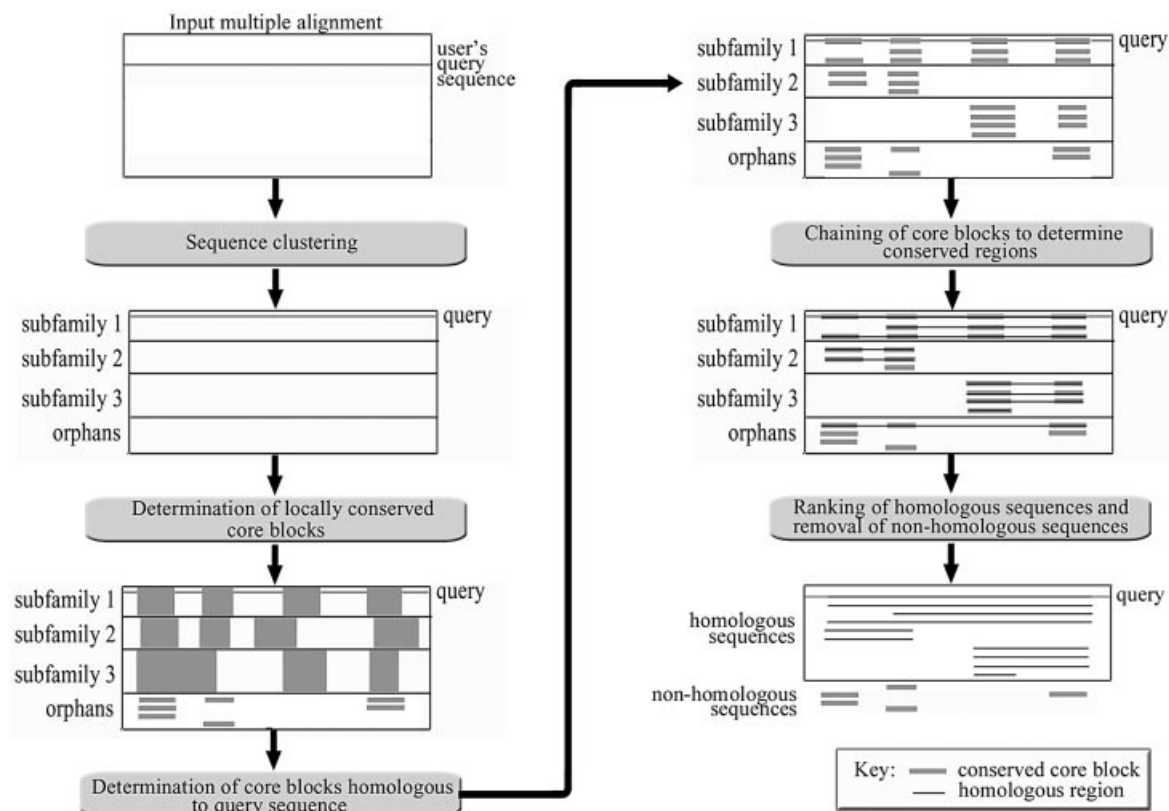 Input multiple alignment
user's
query
sequence
Sequence clustering
subfamily 1
query
subfamily 2
subfamily 3
orphans
Determination of locally conserved
core blocks
subfamily 1
query
subfamily 2
subfamily 3
orphans
Determination of core blocks homologous
to query sequence
subfamily 1
query
subfamily 2
subfamily 3
orphans
Chaining of core blocks to determine
conserved regions
subfamily 1
query
subfamily 2
subfamily 3
orphans
Ranking of homologous sequences and
removal of non-homologous sequences
query
homologous
sequences
non-homologous
sequences
Key:
conserved core block
homologous region